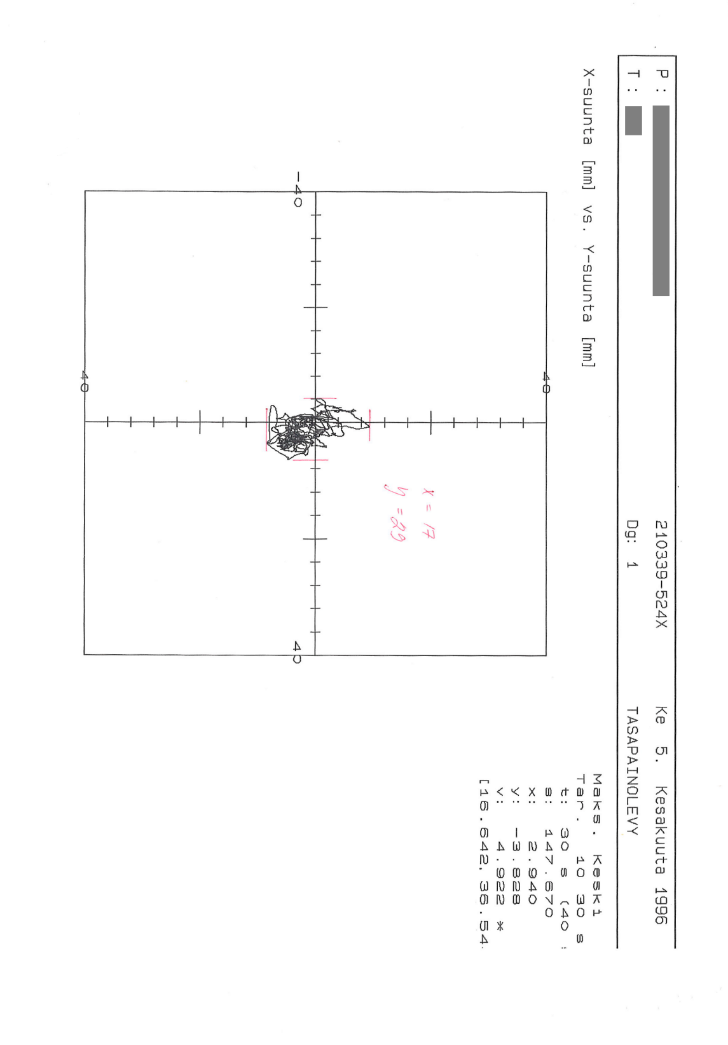 P: 210339-524X Ke 5. Kesakuuta 1996
T: Dg: 1 TASAPAINOLEVY
X-suunta [mm] vs. Y-suunta [mm]
40
-40
40
40
x = 17
y = 29
Maks. Keski
Tar. 10 30 s
t: 30 s (40
s: 147.670
x: 2.940
y: -3.828
v: 4.922 *
[16.642,36.54